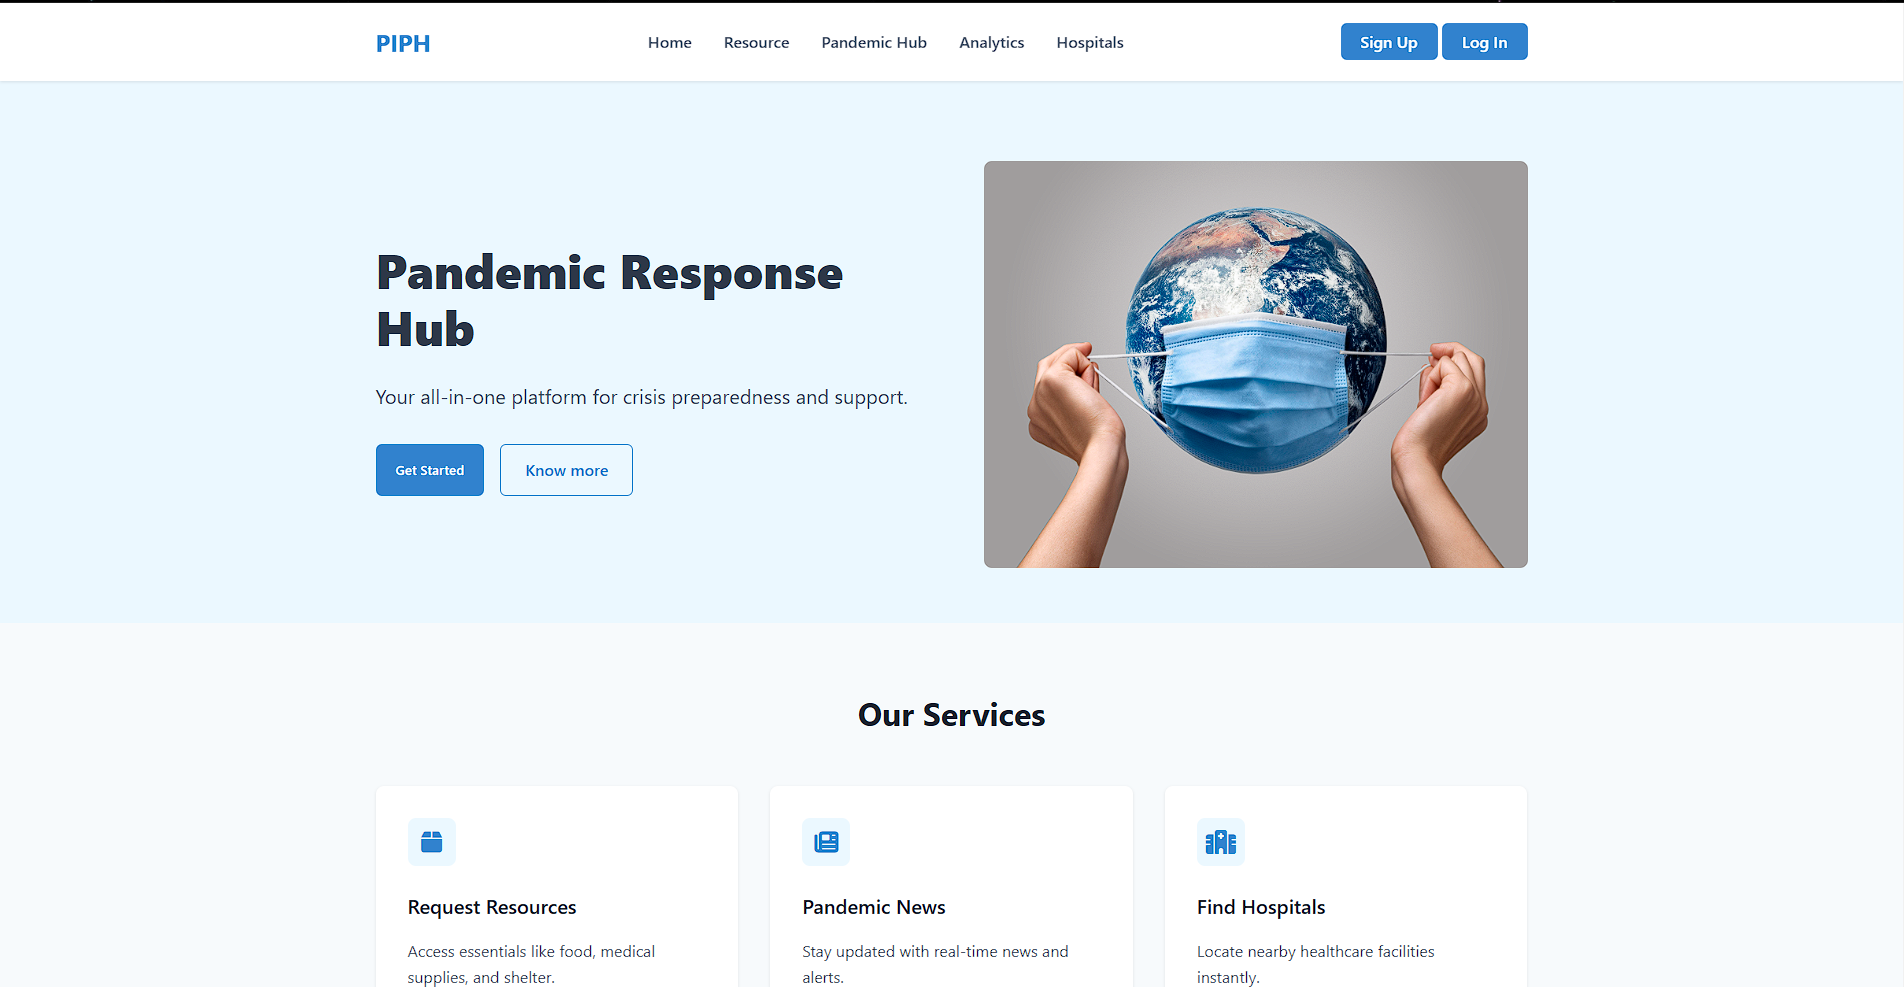 PIPH
Home
Resource
Pandemic Hub
Analytics
Hospitals
Sign Up
Log In
Pandemic Response
Hub
Your all-in-one platform for crisis preparedness and support.
Get Started
Know more
Our Services
Request Resources
Access essentials like food, medical
supplies, and shelter.
Pandemic News
Stay updated with real-time news and
alerts.
Find Hospitals
Locate nearby healthcare facilities
instantly.